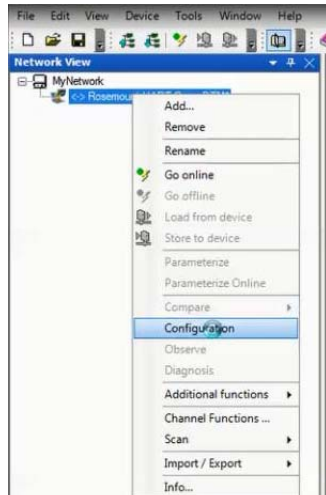 File Edit View Device Tools Window Help
Network View
MyNetwork
<-> Rosemount
Add...
Remove
Rename
Go online
Go offline
Load from device
Store to device
Parameterize
Parameterize Online
Compare
Configuration
Observe
Diagnosis
Additional functions
Channel Functions ...
Scan
Import / Export
Info...